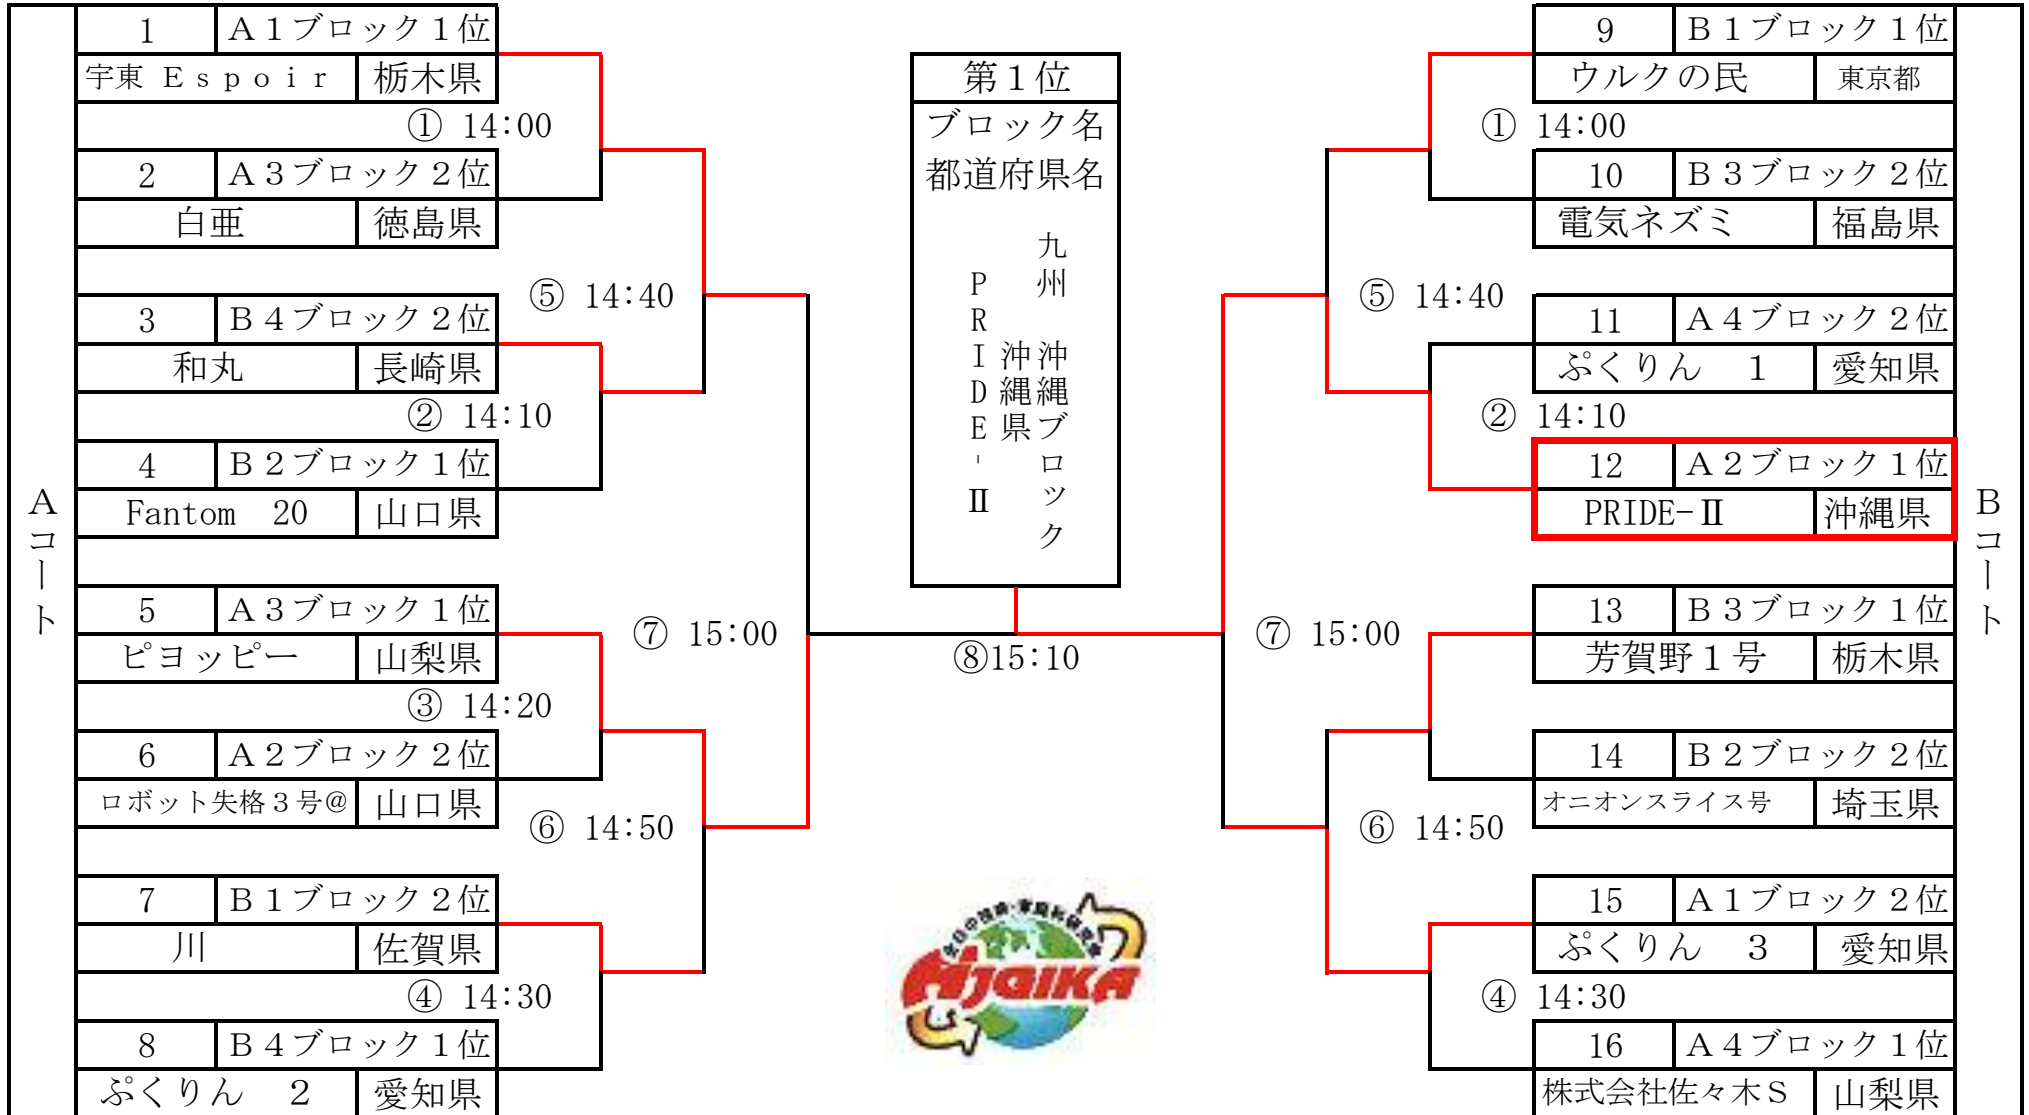 Aコート
1 A1ブロック1位
宇東 Espoir 栃木県
① 14:00
2 A3ブロック2位
白亜 徳島県
⑤ 14:40
3 B4ブロック2位
和丸 長崎県
② 14:10
4 B2ブロック1位
Fantom 20 山口県
⑦ 15:00
5 A3ブロック1位
ピヨッピー 山梨県
③ 14:20
6 A2ブロック2位
ロボット失格3号@ 山口県
⑥ 14:50
7 B1ブロック2位
川 佐賀県
④ 14:30
8 B4ブロック1位
ぷくりん 2 愛知県
第1位
ブロック名
都道府県名
九州 沖縄ブロック
沖縄県
PRIDE-Ⅱ
⑧15:10
AJGIKA
9 B1ブロック1位
ウルクの民 東京都
① 14:00
10 B3ブロック2位
電気ネズミ 福島県
⑤ 14:40
11 A4ブロック2位
ぷくりん 1 愛知県
② 14:10
12 A2ブロック1位
PRIDE-Ⅱ 沖縄県
⑦ 15:00
13 B3ブロック1位
芳賀野1号 栃木県
14 B2ブロック2位
オニオンスライス号 埼玉県
⑥ 14:50
15 A1ブロック2位
ぷくりん 3 愛知県
④ 14:30
16 A4ブロック1位
株式会社佐々木S 山梨県
Bコート